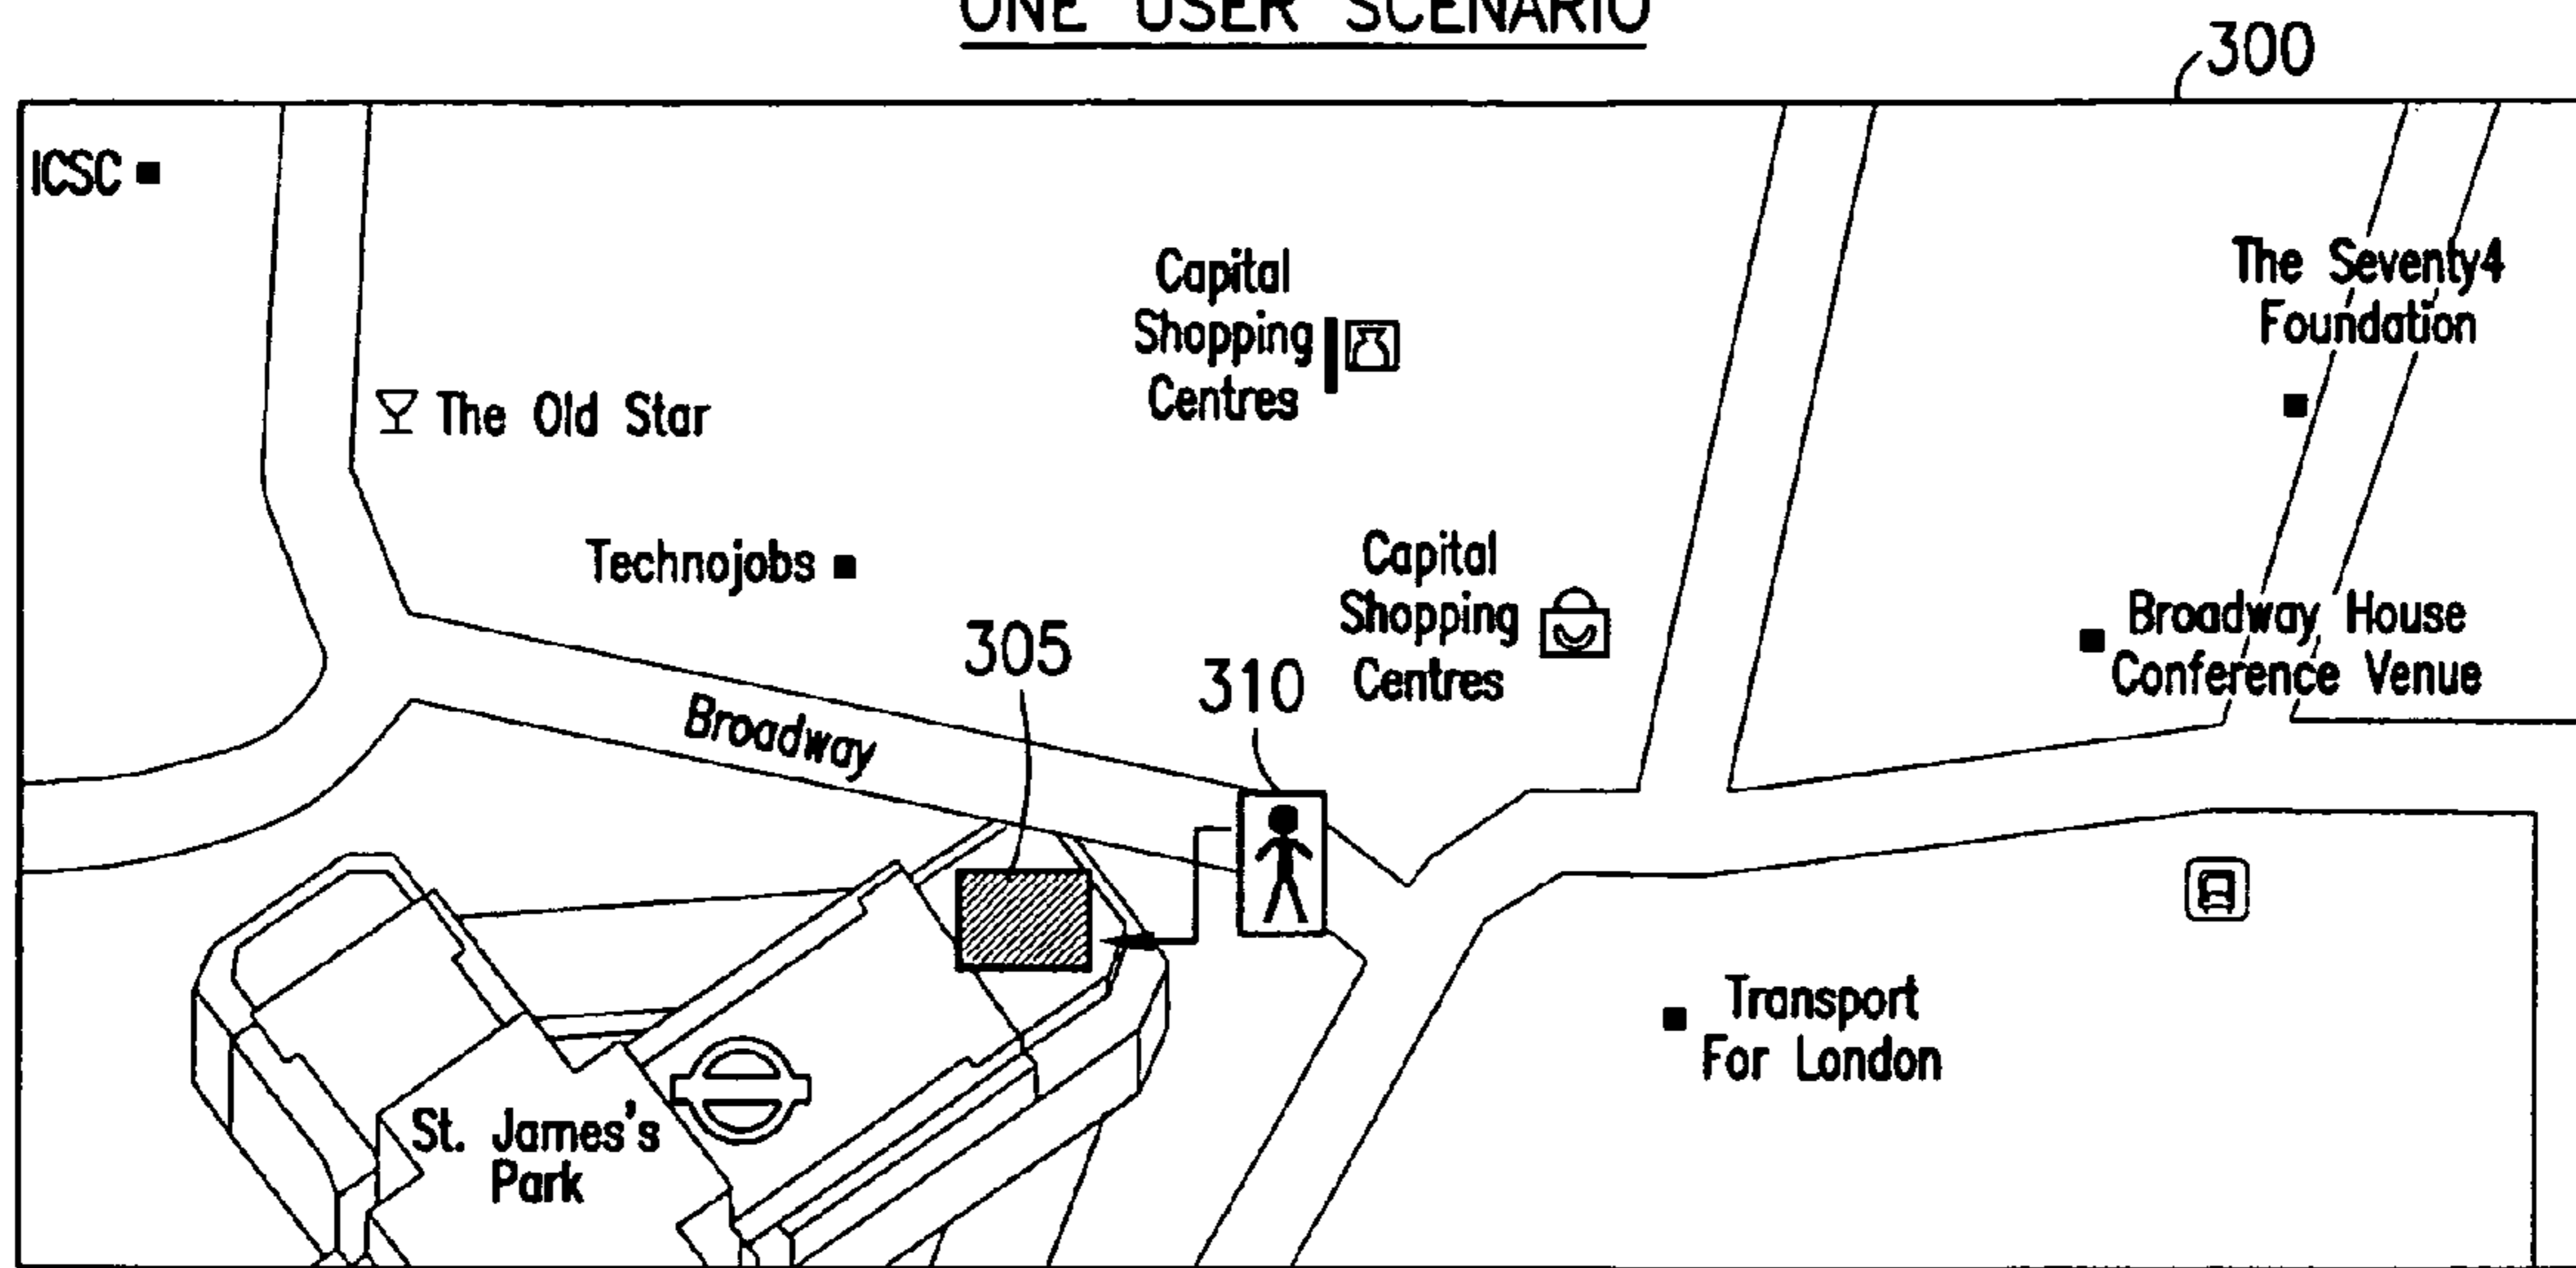 ONE USER SCENARIO
300
ICSC
Capital
Shopping
Centres
The Seventy4
Foundation
The Old Star
Technojobs
Capital
Shopping
Centres
305
310
Broadway House
Conference Venue
Broadway
Transport
For London
St. James's
Park